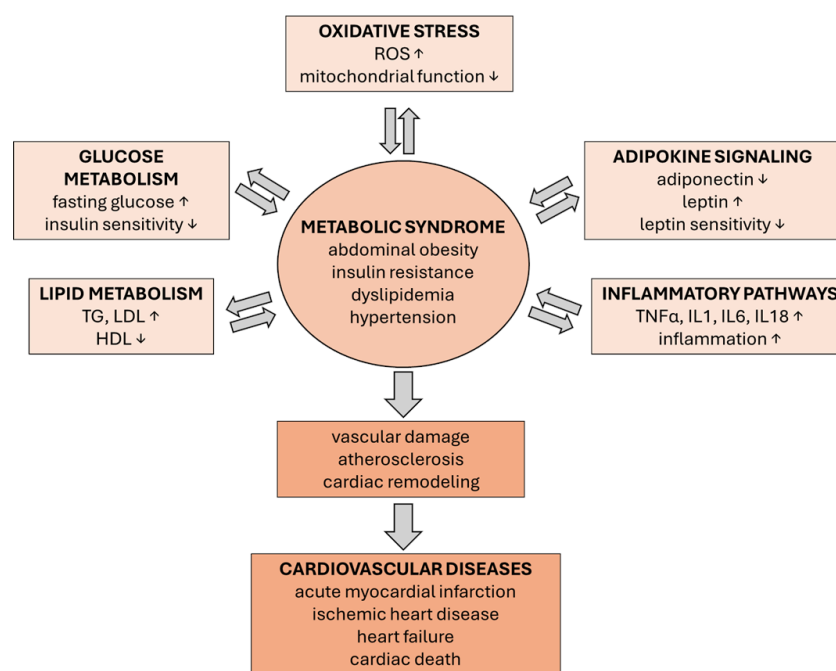 OXIDATIVE STRESS
ROS ↑
mitochondrial function ↓
GLUCOSE
METABOLISM
fasting glucose ↑
insulin sensitivity ↓
ADIPOKINE SIGNALING
adiponectin ↓
leptin ↑
leptin sensitivity ↓
METABOLIC SYNDROME
abdominal obesity
insulin resistance
dyslipidemia
hypertension
LIPID METABOLISM
TG, LDL ↑
HDL ↓
INFLAMMATORY PATHWAYS
TNFα, IL1, IL6, IL18 ↑
inflammation ↑
vascular damage
atherosclerosis
cardiac remodeling
CARDIOVASCULAR DISEASES
acute myocardial infarction
ischemic heart disease
heart failure
cardiac death